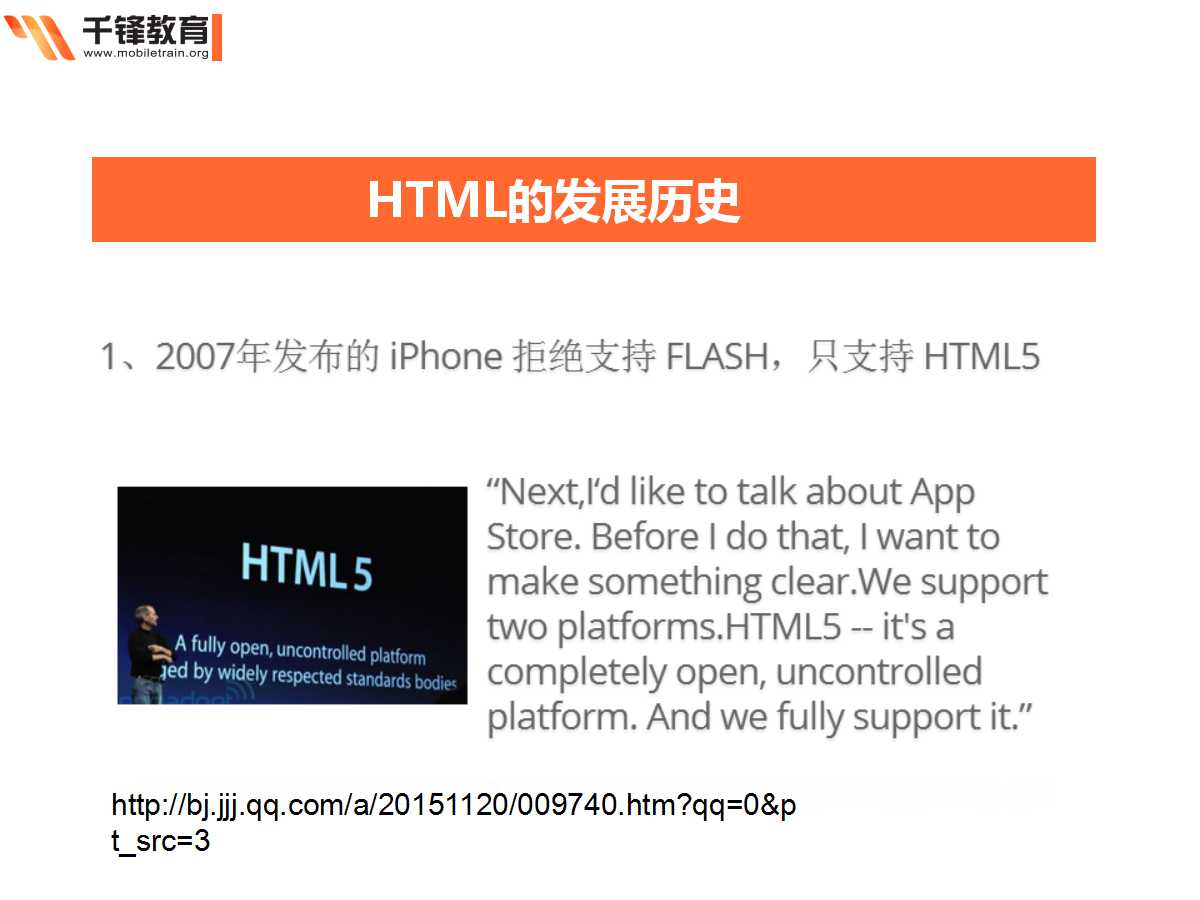 千锋教育
www.mobiletrain.org
HTML的发展历史
1、2007年发布的 iPhone 拒绝支持 FLASH，只支持 HTML5
HTML 5
A fully open, uncontrolled platform
ged by widely respected standards bodies
“Next,I‘d like to talk about App
Store. Before I do that, I want to
make something clear.We support
two platforms.HTML5 -- it's a
completely open, uncontrolled
platform. And we fully support it.”
http://bj.jjj.qq.com/a/20151120/009740.htm?qq=0&p
t_src=3